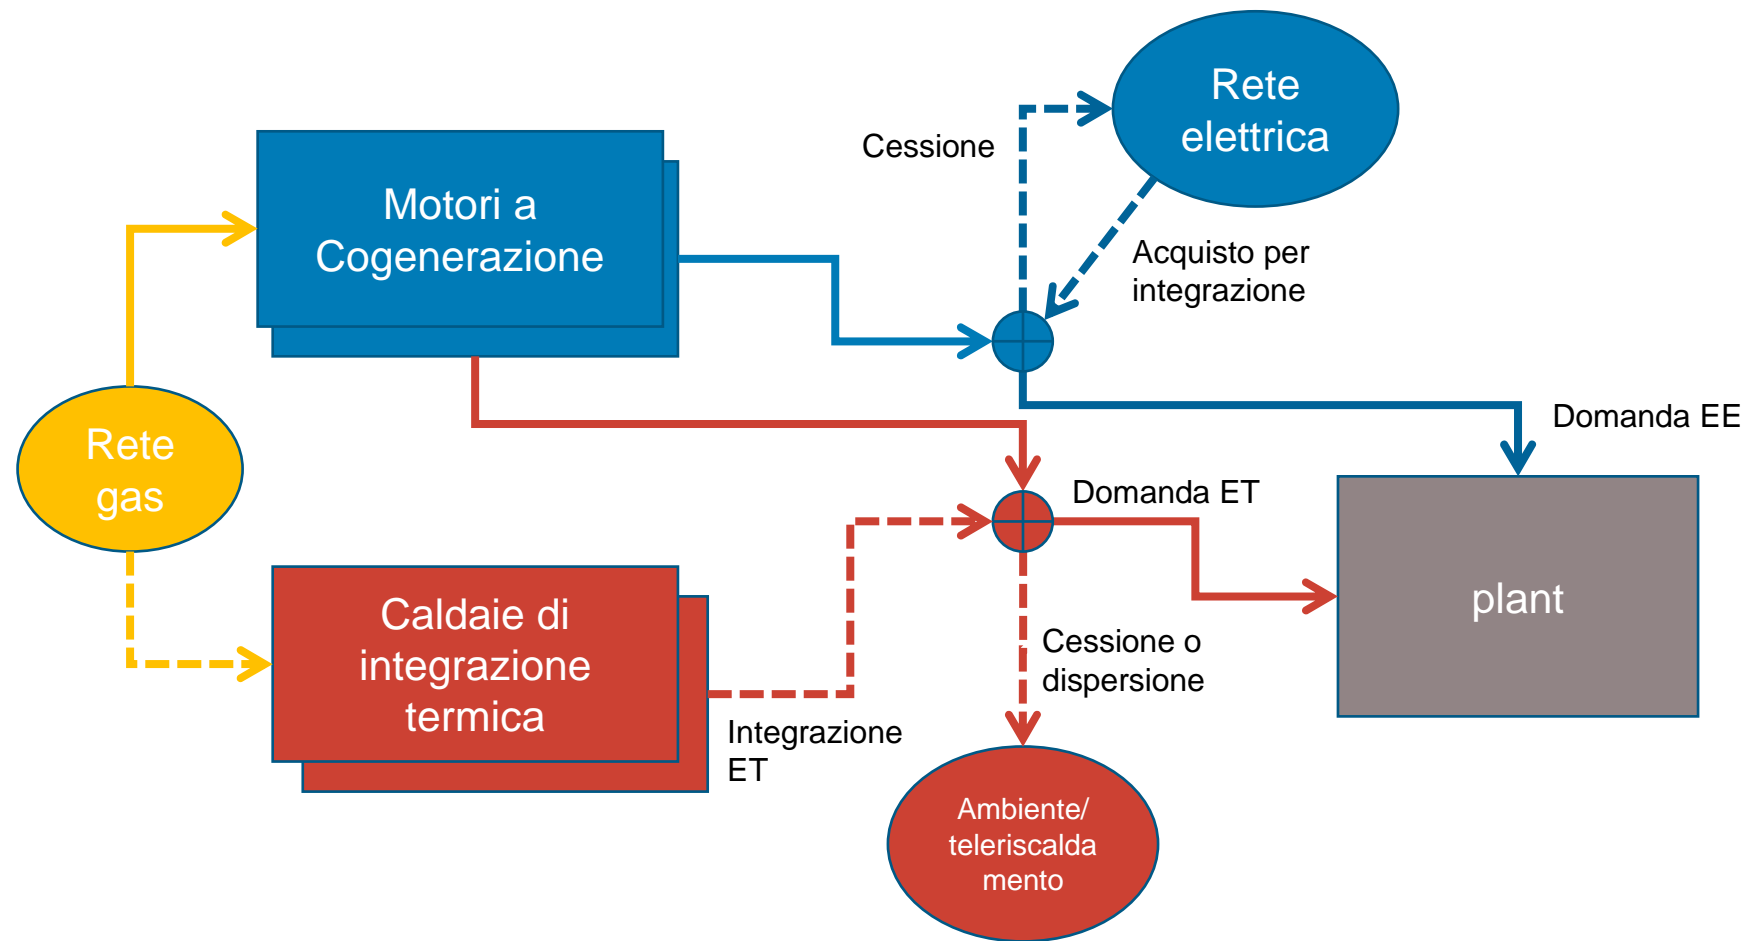 Rete
elettrica
Cessione
Motori a
Cogenerazione
Acquisto per
integrazione
Domanda EE
Rete
gas
Domanda ET
plant
Caldaie di
integrazione
termica
Cessione o
dispersione
Integrazione
ET
Ambiente/
teleriscalda
mento